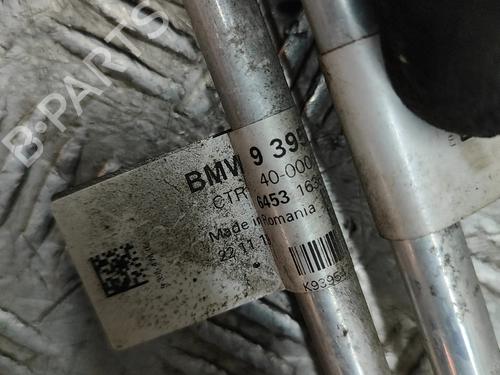 B-PARTS
BMW 9 395
CTR 40-000
6453 163
Made in Romania
22.11.1
K9395